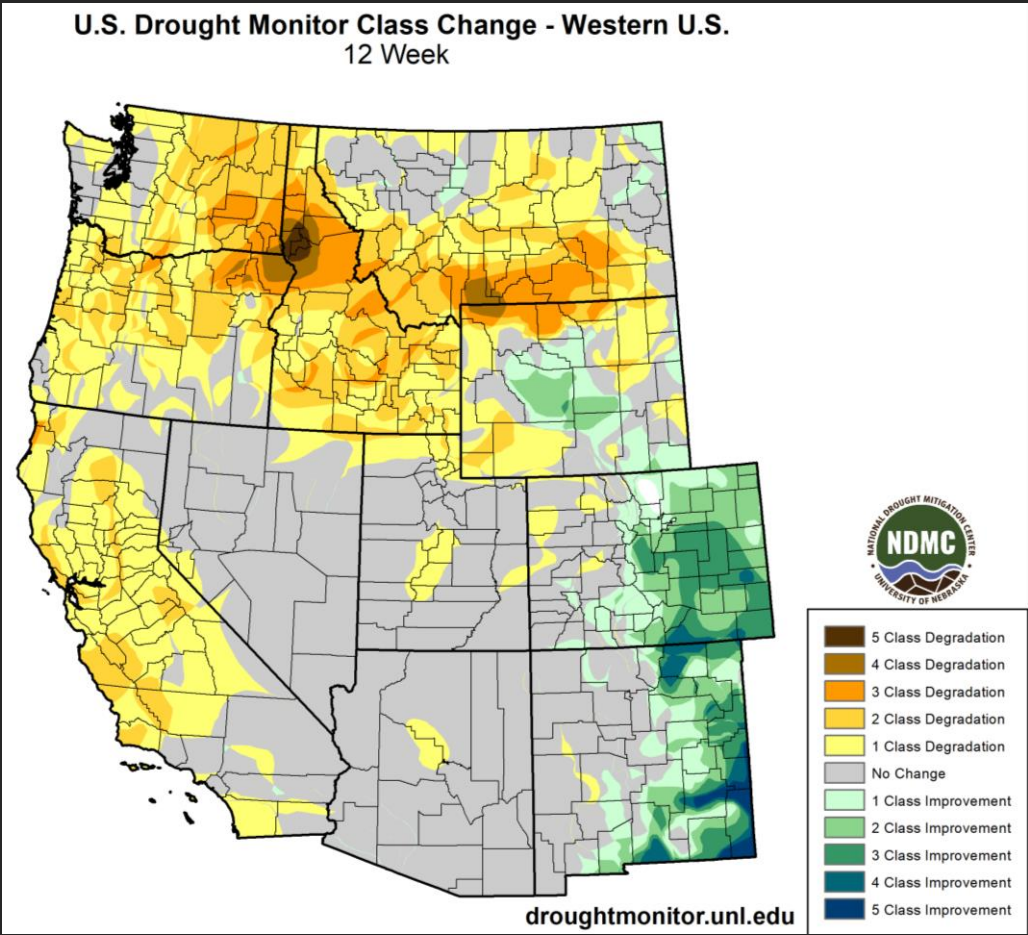 U.S. Drought Monitor Class Change - Western U.S.
12 Week
NATIONAL DROUGHT MITIGATION CENTER
NDMC
UNIVERSITY OF NEBRASKA
5 Class Degradation
4 Class Degradation
3 Class Degradation
2 Class Degradation
1 Class Degradation
No Change
1 Class Improvement
2 Class Improvement
3 Class Improvement
4 Class Improvement
5 Class Improvement
droughtmonitor.unl.edu